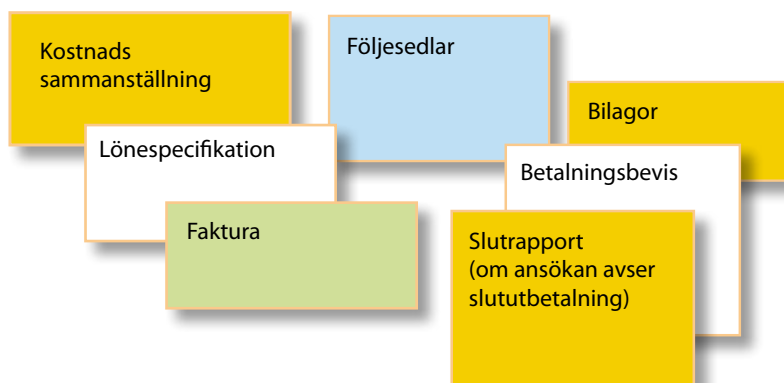 Kostnads
sammanställning
Följesedlar
Bilagor
Lönespecifikation
Betalningsbevis
Faktura
Slutrapport
(om ansökan avser
slututbetalning)